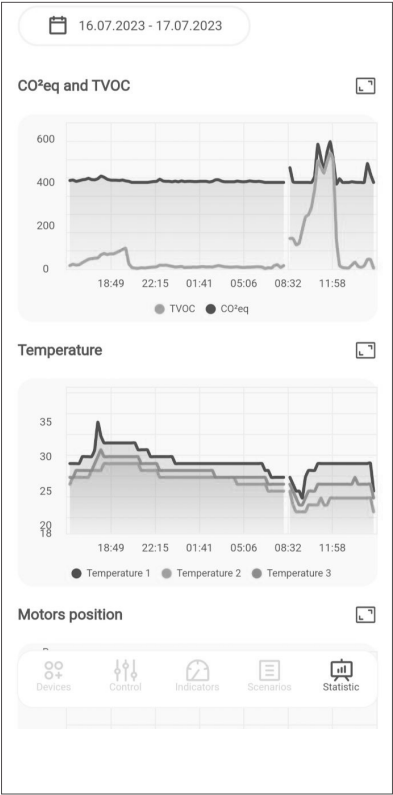 16.07.2023 - 17.07.2023
CO²eq and TVOC
600
400
200
0
18:49 22:15 01:41 05:06 08:32 11:58
TVOC CO²eq
Temperature
35
30
25
20
18
18:49 22:15 01:41 05:06 08:32 11:58
Temperature 1 Temperature 2 Temperature 3
Motors position
Devices Control Indicators Scenarios Statistic